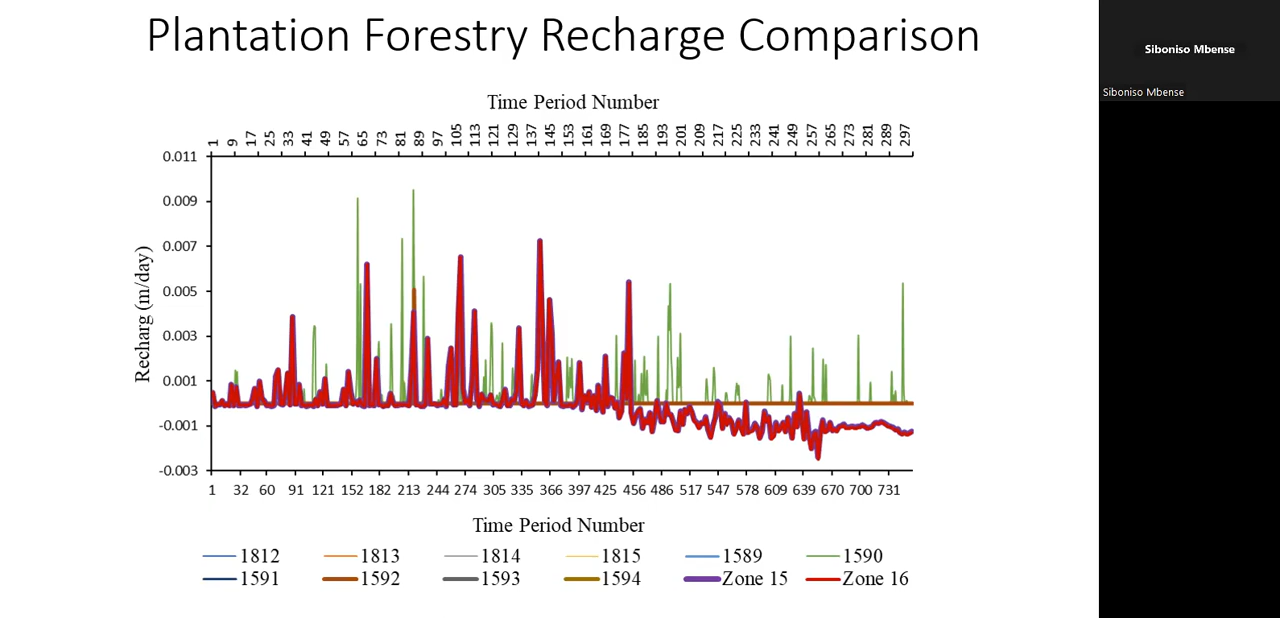 Plantation Forestry Recharge Comparison
Siboniso Mbense
Siboniso Mbense
Time Period Number
1 9 17 25 33 41 49 57 65 73 81 89 97 105 113 121 129 137 145 153 161 169 177 185 193 201 209 217 225 233 241 249 257 265 273 281 289 297
Recharg (m/day)
0.011
0.009
0.007
0.005
0.003
0.001
-0.001
-0.003
1 32 60 91 121 152 182 213 244 274 305 335 366 397 425 456 486 517 547 578 609 639 670 700 731
Time Period Number
1812 1813 1814 1815 1589 1590
1591 1592 1593 1594 Zone 15 Zone 16